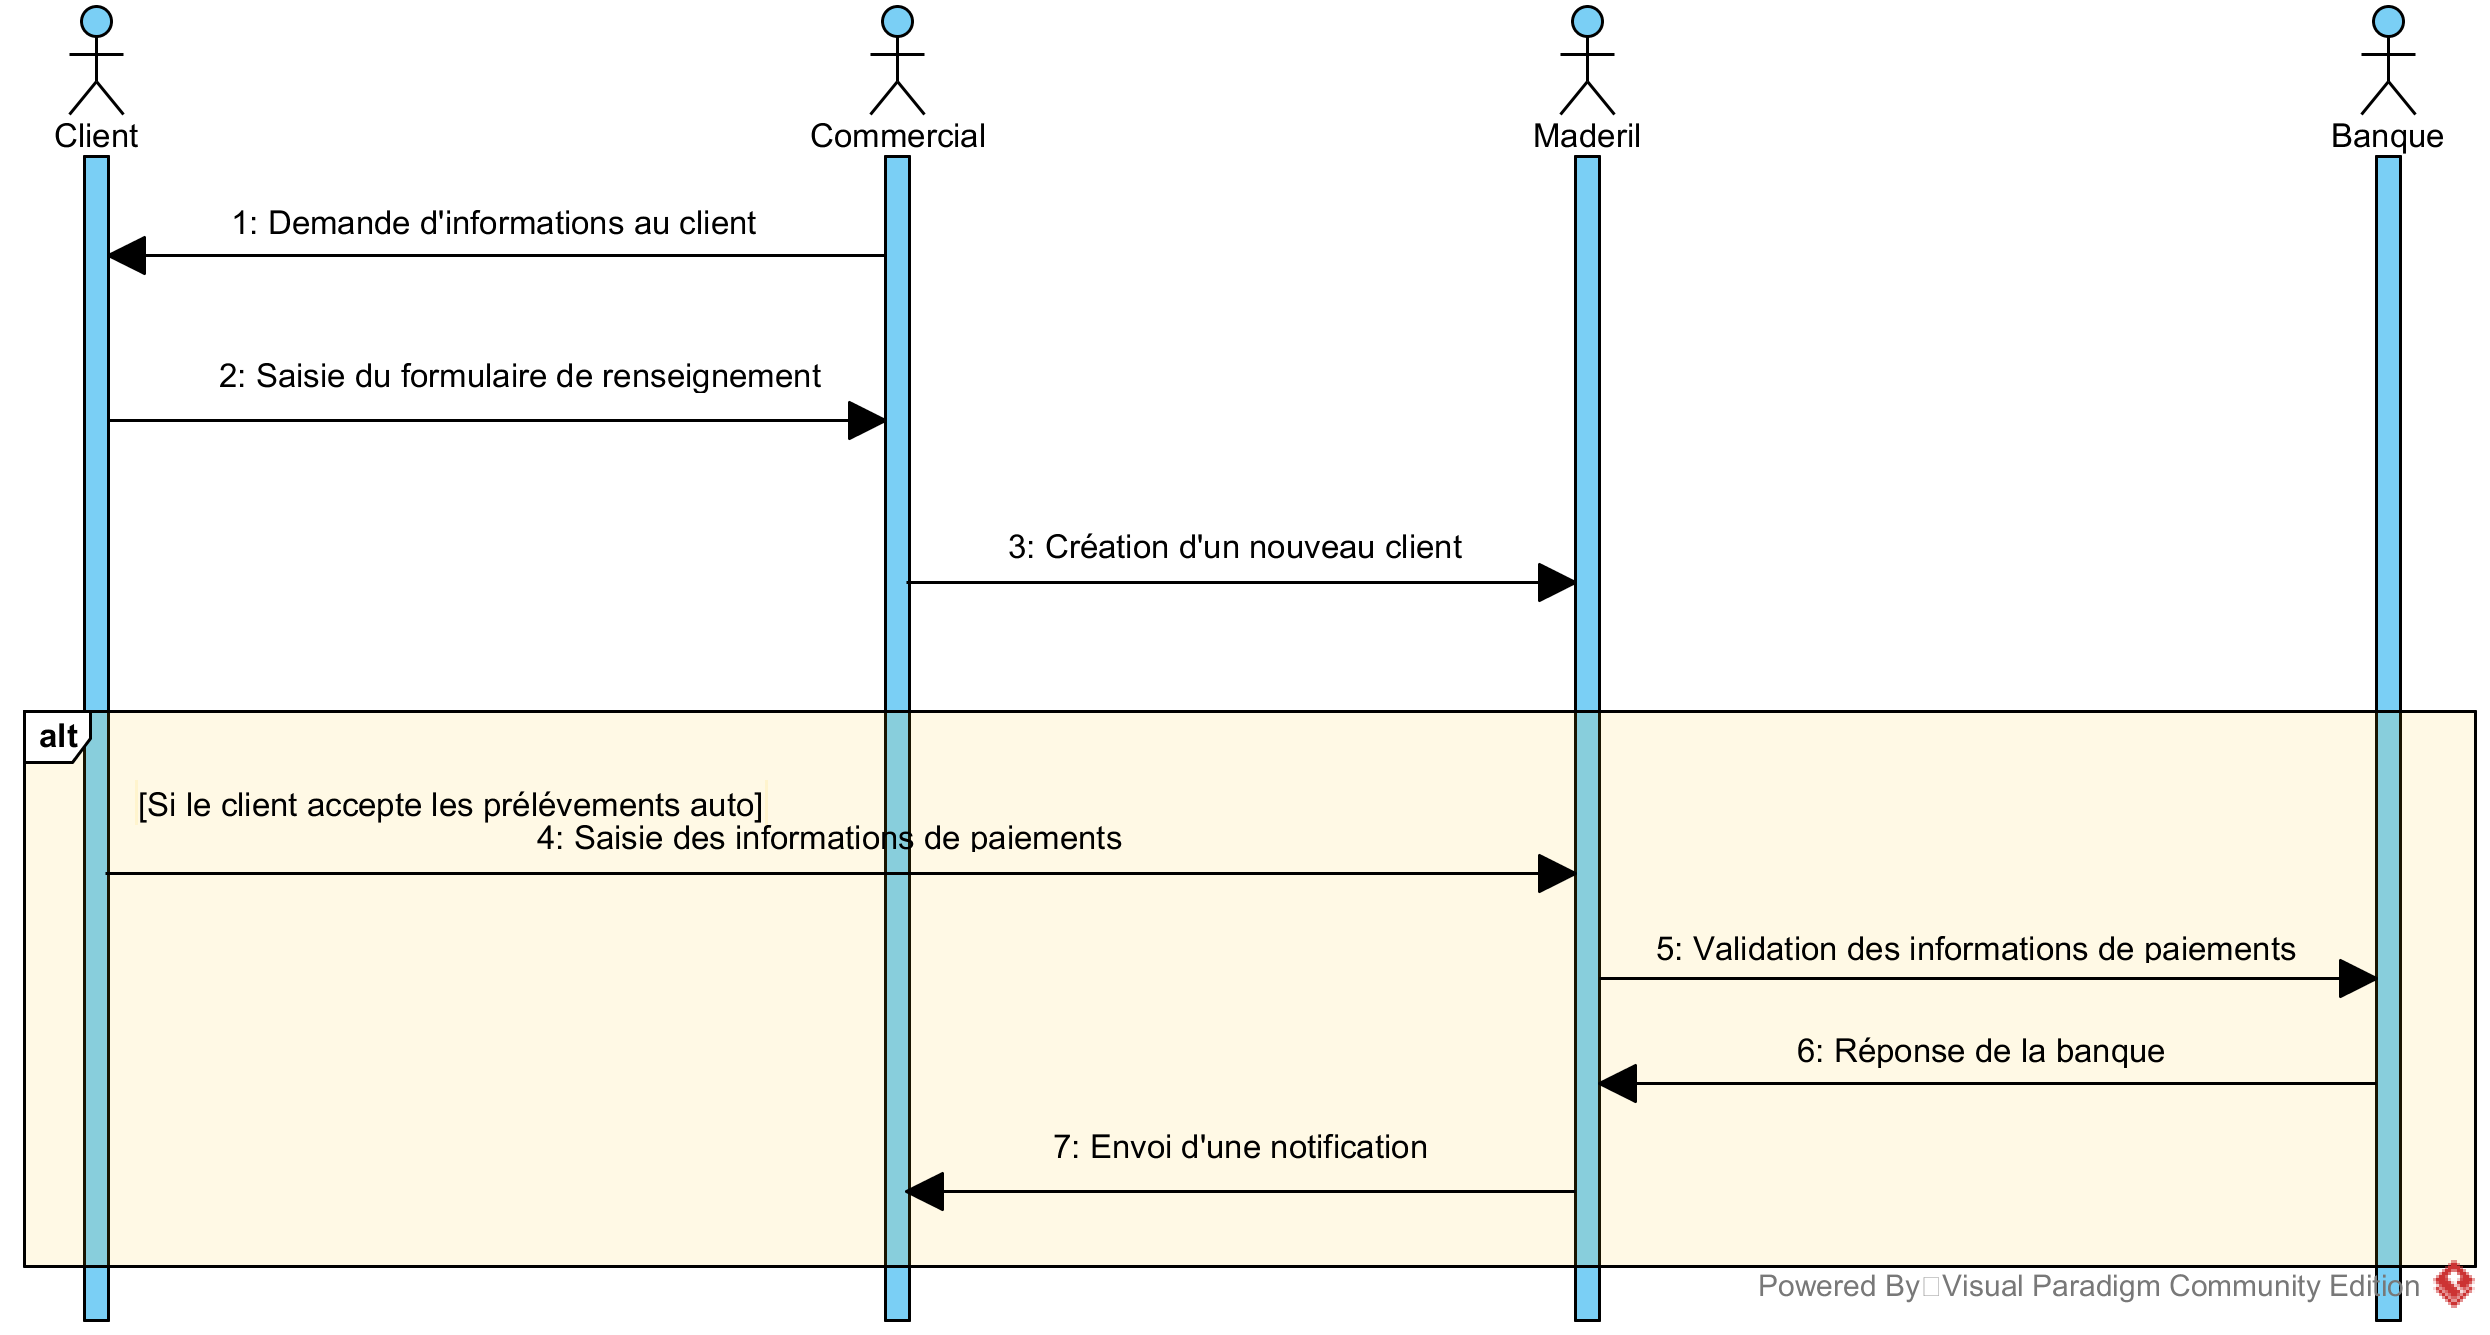 Client
Commercial
Maderil
Banque
1: Demande d'informations au client
2: Saisie du formulaire de renseignement
3: Création d'un nouveau client
alt
[Si le client accepte les prélévements auto]
4: Saisie des informations de paiements
5: Validation des informations de paiements
6: Réponse de la banque
7: Envoi d'une notification
Powered By Visual Paradigm Community Edition